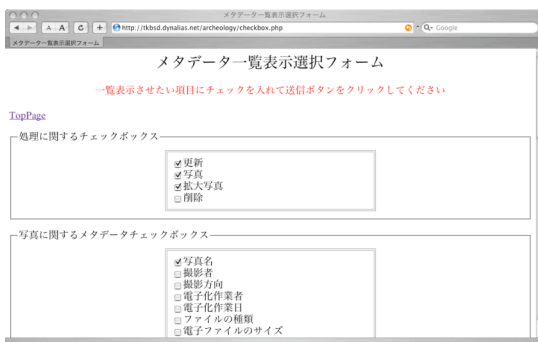 メタデーター覧表示選択フォーム
A A C + http://tkbsd.dynalias.net/archeology/checkbox.php Google
メタデーター覧表示選択フォーム
メタデーター覧表示選択フォーム
一覧表示させたい項目にチェックを入れて送信ボタンをクリックしてください
TopPage
処理に関するチェックボックス
更新
写真
拡大写真
削除
写真に関するメタデータチェックボックス
写真名
撮影者
撮影方向
電子化作業者
電子化作業日
ファイルの種類
電子ファイルのサイズ